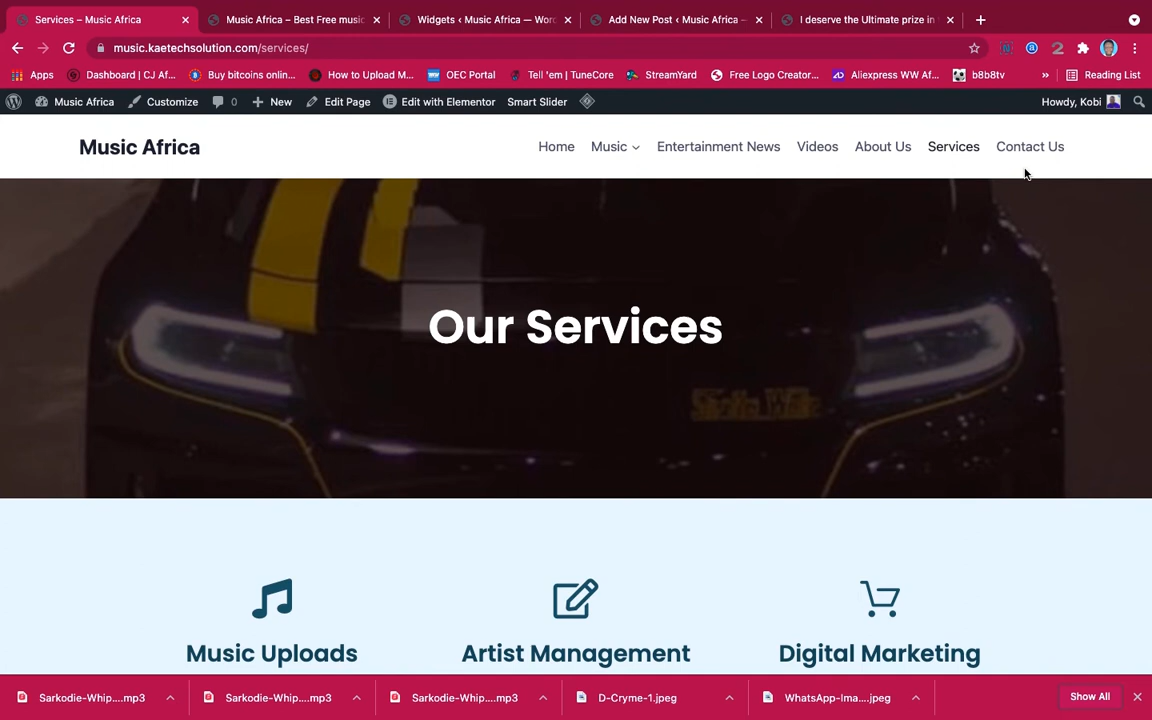 Services – Music Africa
Music Africa – Best Free music
Widgets ‹ Music Africa — Word
Add New Post ‹ Music Africa –
I deserve the Ultimate prize in
music.kaetechsolution.com/services/
Apps
Dashboard | CJ Af...
Buy bitcoins onlin...
How to Upload M...
OEC Portal
Tell 'em | TuneCore
StreamYard
Free Logo Creator...
Aliexpress WW Af...
b8b8tv
»
Reading List
Music Africa
Customize
0
New
Edit Page
Edit with Elementor
Smart Slider
Howdy, Kobi
Music Africa
Home
Music
Entertainment News
Videos
About Us
Services
Contact Us
Our Services
Music Uploads
Artist Management
Digital Marketing
Sarkodie-Whip....mp3
Sarkodie-Whip....mp3
Sarkodie-Whip....mp3
D-Cryme-1.jpeg
WhatsApp-Ima....jpeg
Show All